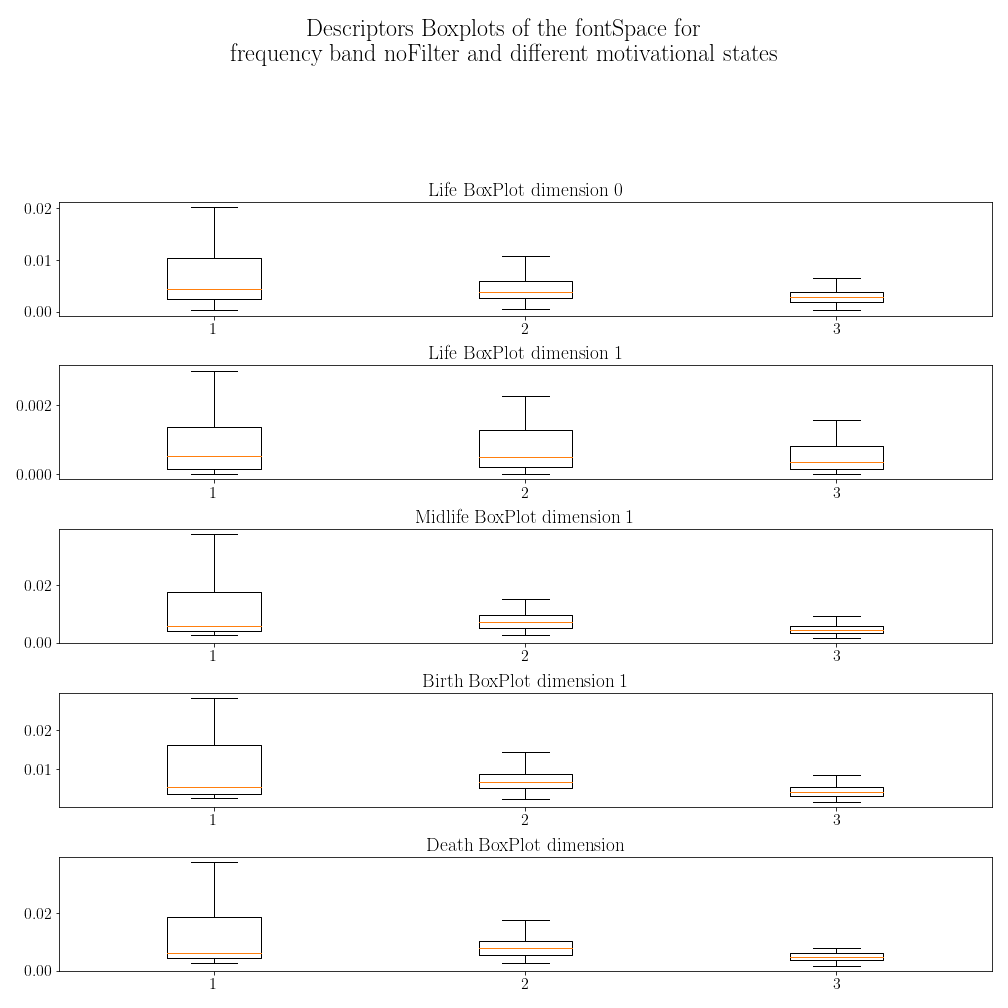 Descriptors Boxplots of the fontSpace for
frequency band noFilter and different motivational states
Life BoxPlot dimension 0
0.02
0.01
0.00
1 2 3
Life BoxPlot dimension 1
0.002
0.000
1 2 3
Midlife BoxPlot dimension 1
0.02
0.00
1 2 3
Birth BoxPlot dimension 1
0.02
0.01
1 2 3
Death BoxPlot dimension
0.02
0.00
1 2 3